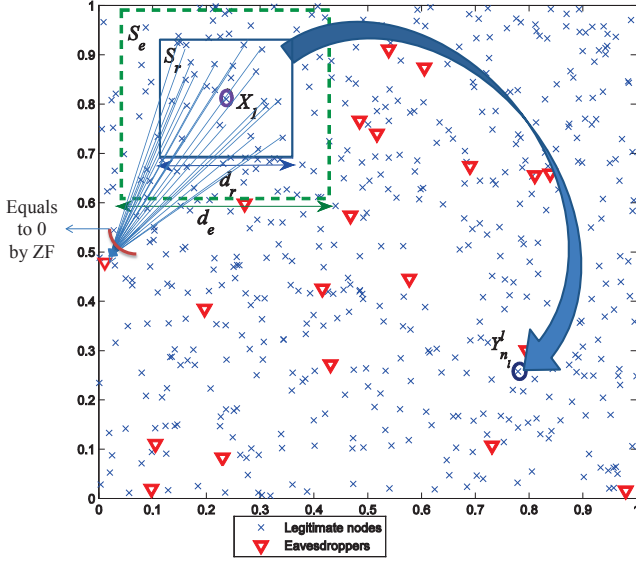 1
0.9
0.8
0.7
0.6
0.5
0.4
0.3
0.2
0.1
0
S_e
S_r
X_1
d_r
d_e
Equals
to 0
by ZF
Y^l_{n_l}
0 0.1 0.2 0.3 0.4 0.5 0.6 0.7 0.8 0.9 1
Legitimate nodes
Eavesdroppers